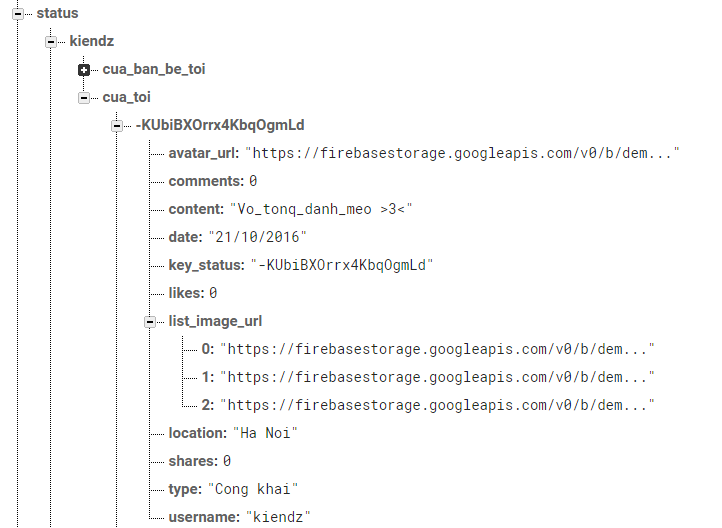 status
kiendz
cua_ban_be_toi
cua_toi
-KUbiBXOrrx4KbqOgmLd
avatar_url: "https://firebasestorage.googleapis.com/v0/b/dem..."
comments: 0
content: "Vo_tonq_danh_meo >3<"
date: "21/10/2016"
key_status: "-KUbiBXOrrx4KbqOgmLd"
likes: 0
list_image_url
0: "https://firebasestorage.googleapis.com/v0/b/dem..."
1: "https://firebasestorage.googleapis.com/v0/b/dem..."
2: "https://firebasestorage.googleapis.com/v0/b/dem..."
location: "Ha Noi"
shares: 0
type: "Cong khai"
username: "kiendz"